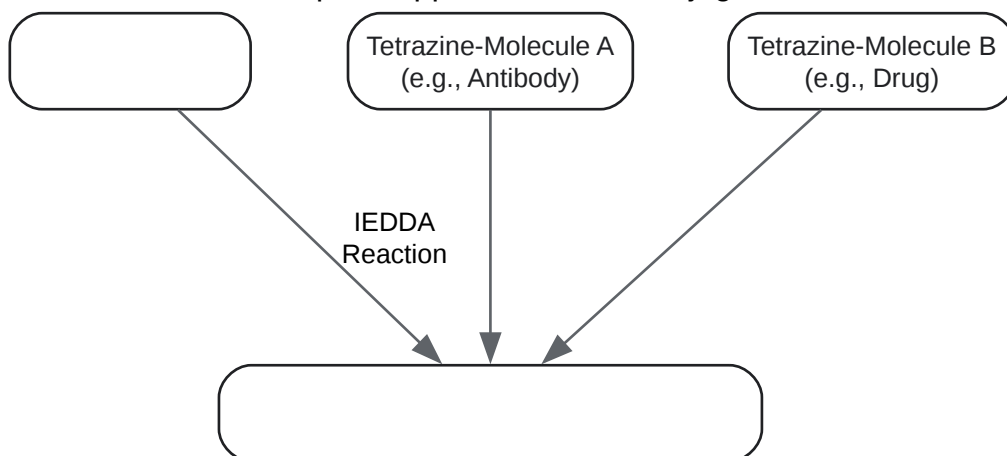 Tetrazine-Molecule A
(e.g., Antibody)
Tetrazine-Molecule B
(e.g., Drug)
IEDDA
Reaction